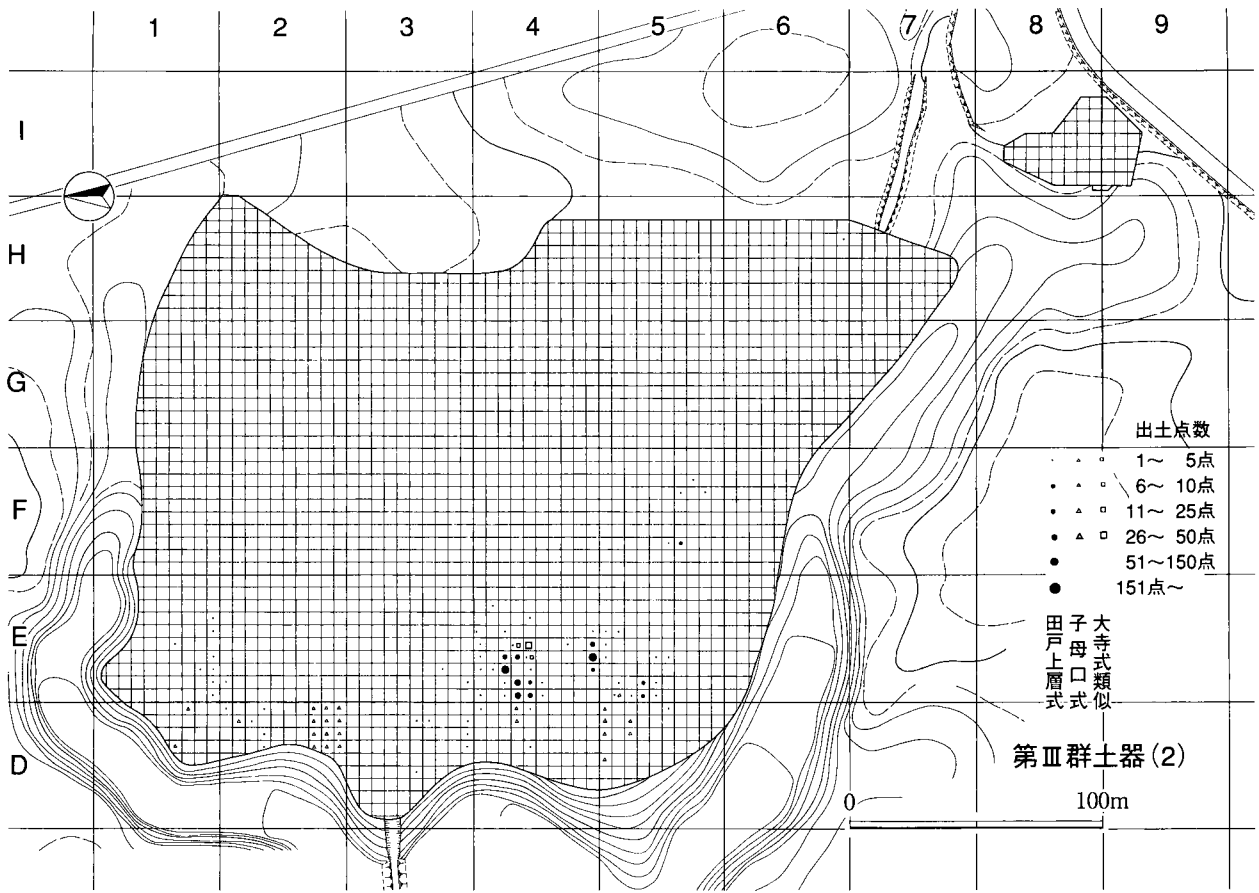 1 2 3 4 5 6 7 8 9
I
H
G
F
E
D
出土点数
1～ 5点
6～ 10点
11～ 25点
26～ 50点
51～150点
151点～
大寺式類似
子母口式
田戸上層式
第Ⅲ群土器(2)
0 100m